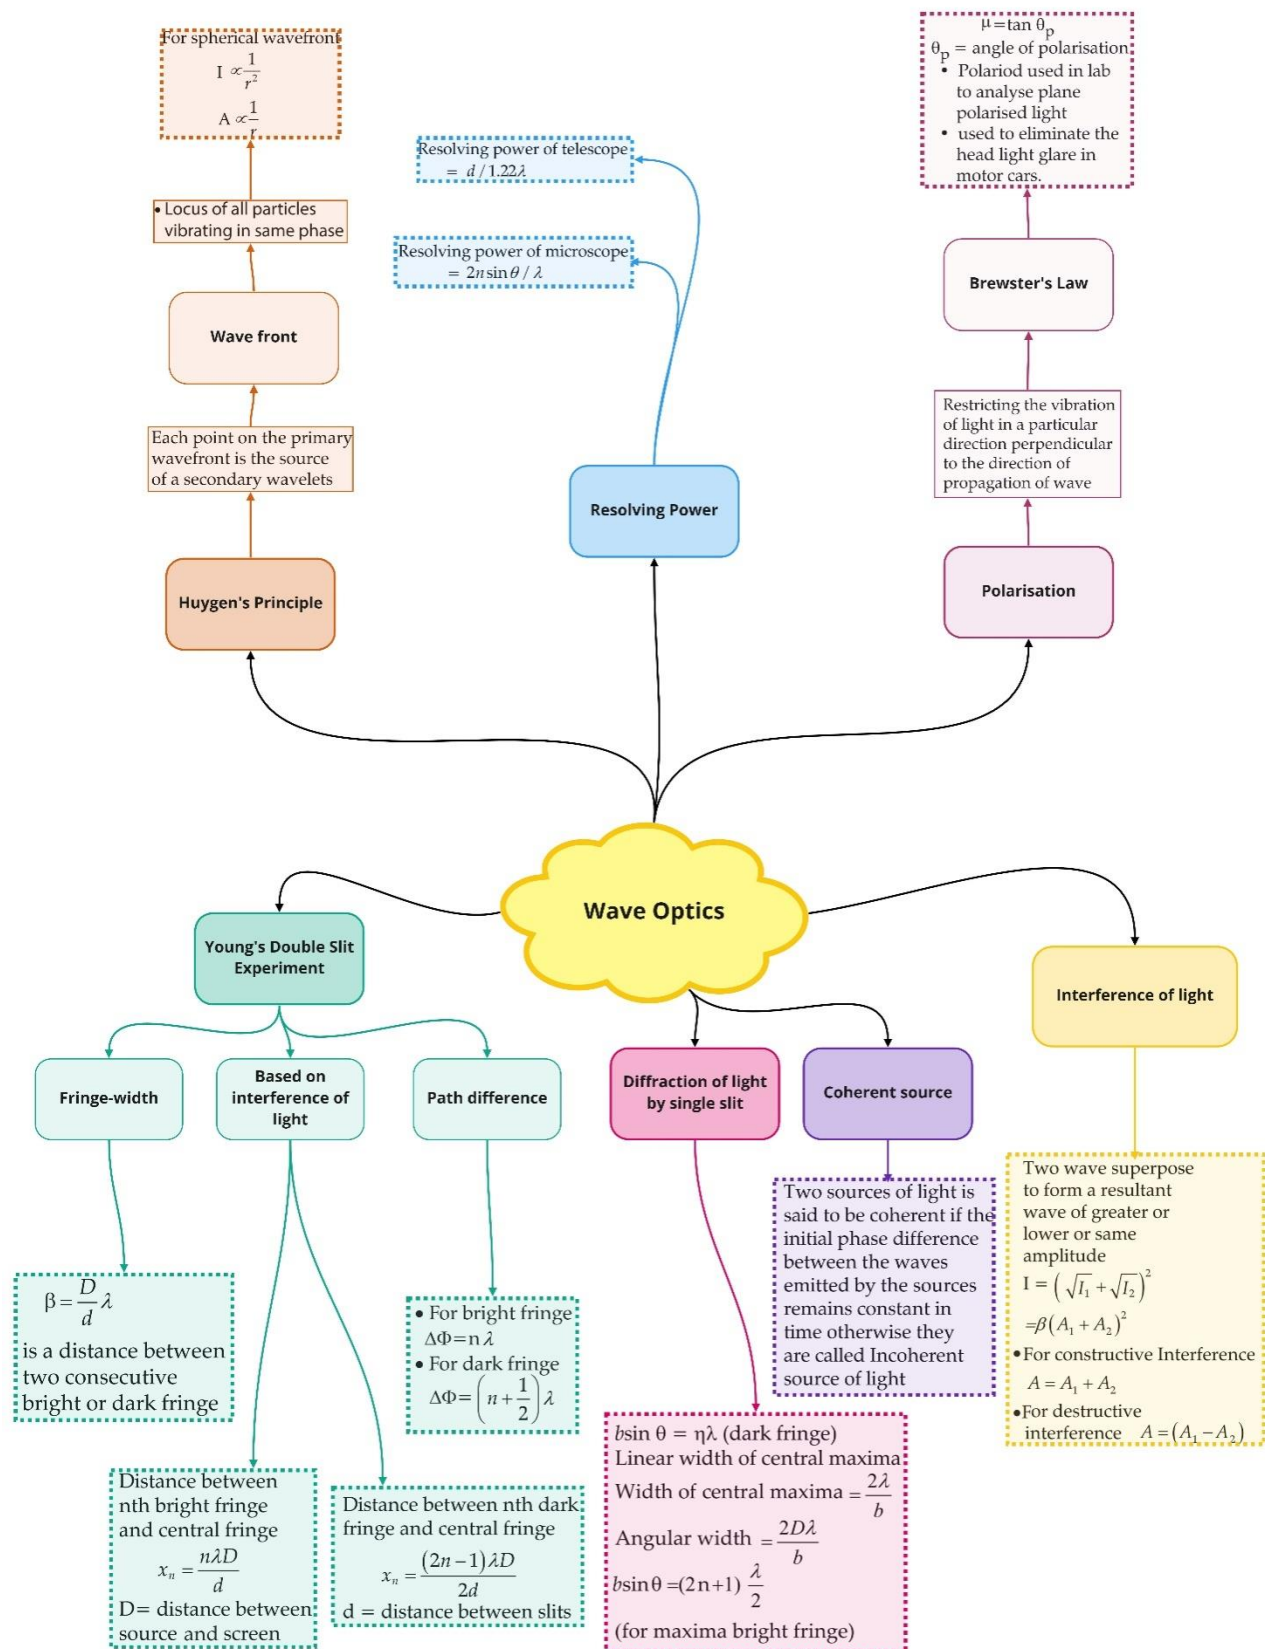 For spherical wavefront
I ∝ 1/r²
A ∝ 1/r
• Locus of all particles
vibrating in same phase
Wave front
Each point on the primary
wavefront is the source
of a secondary wavelets
Huygen's Principle
Resolving power of telescope
= d / 1.22λ
Resolving power of microscope
= 2n sin θ / λ
Resolving Power
μ=tan θp
θp = angle of polarisation
• Polariod used in lab
to analyse plane
polarised light
• used to eliminate the
head light glare in
motor cars.
Brewster's Law
Restricting the vibration
of light in a particular
direction perpendicular
to the direction of
propagation of wave
Polarisation
Wave Optics
Young's Double Slit
Experiment
Fringe-width
β = D/d λ
is a distance between
two consecutive
bright or dark fringe
Based on
interference of
light
Distance between
nth bright fringe
and central fringe
xₙ = nλD/d
D= distance between
source and screen
Distance between nth dark
fringe and central fringe
xₙ = (2n−1)λD/2d
d = distance between slits
Path difference
• For bright fringe
ΔΦ=n λ
• For dark fringe
ΔΦ=(n+1/2)λ
Diffraction of light
by single slit
bsin θ = ηλ (dark fringe)
Linear width of central maxima
Width of central maxima = 2λ/b
Angular width = 2Dλ/b
bsinθ =(2n+1) λ/2
(for maxima bright fringe)
Coherent source
Two sources of light is
said to be coherent if the
initial phase difference
between the waves
emitted by the sources
remains constant in
time otherwise they
are called Incoherent
source of light
Interference of light
Two wave superpose
to form a resultant
wave of greater or
lower or same
amplitude
I = (√I₁ + √I₂)²
=β(A₁ + A₂)²
•For constructive Interference
A = A₁ + A₂
•For destructive
interference A = (A₁ − A₂)